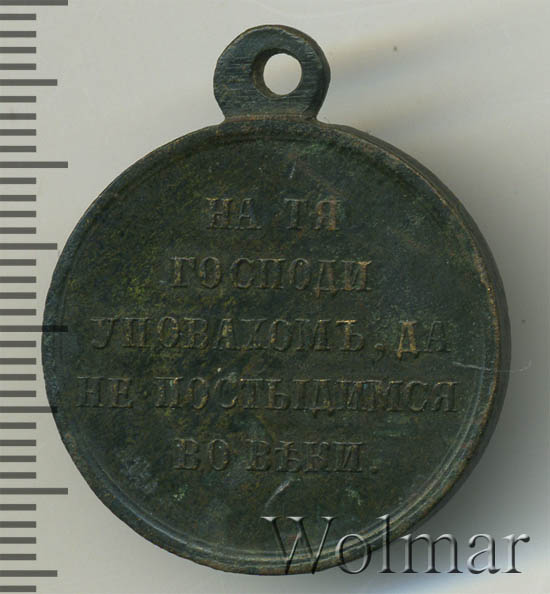 НА ТЯ
ГОСПОДИ
УПОВАХОМЪ, ДА
НЕ ПОСТЫДИМСЯ
ВО ВѢКИ.
Wolmar